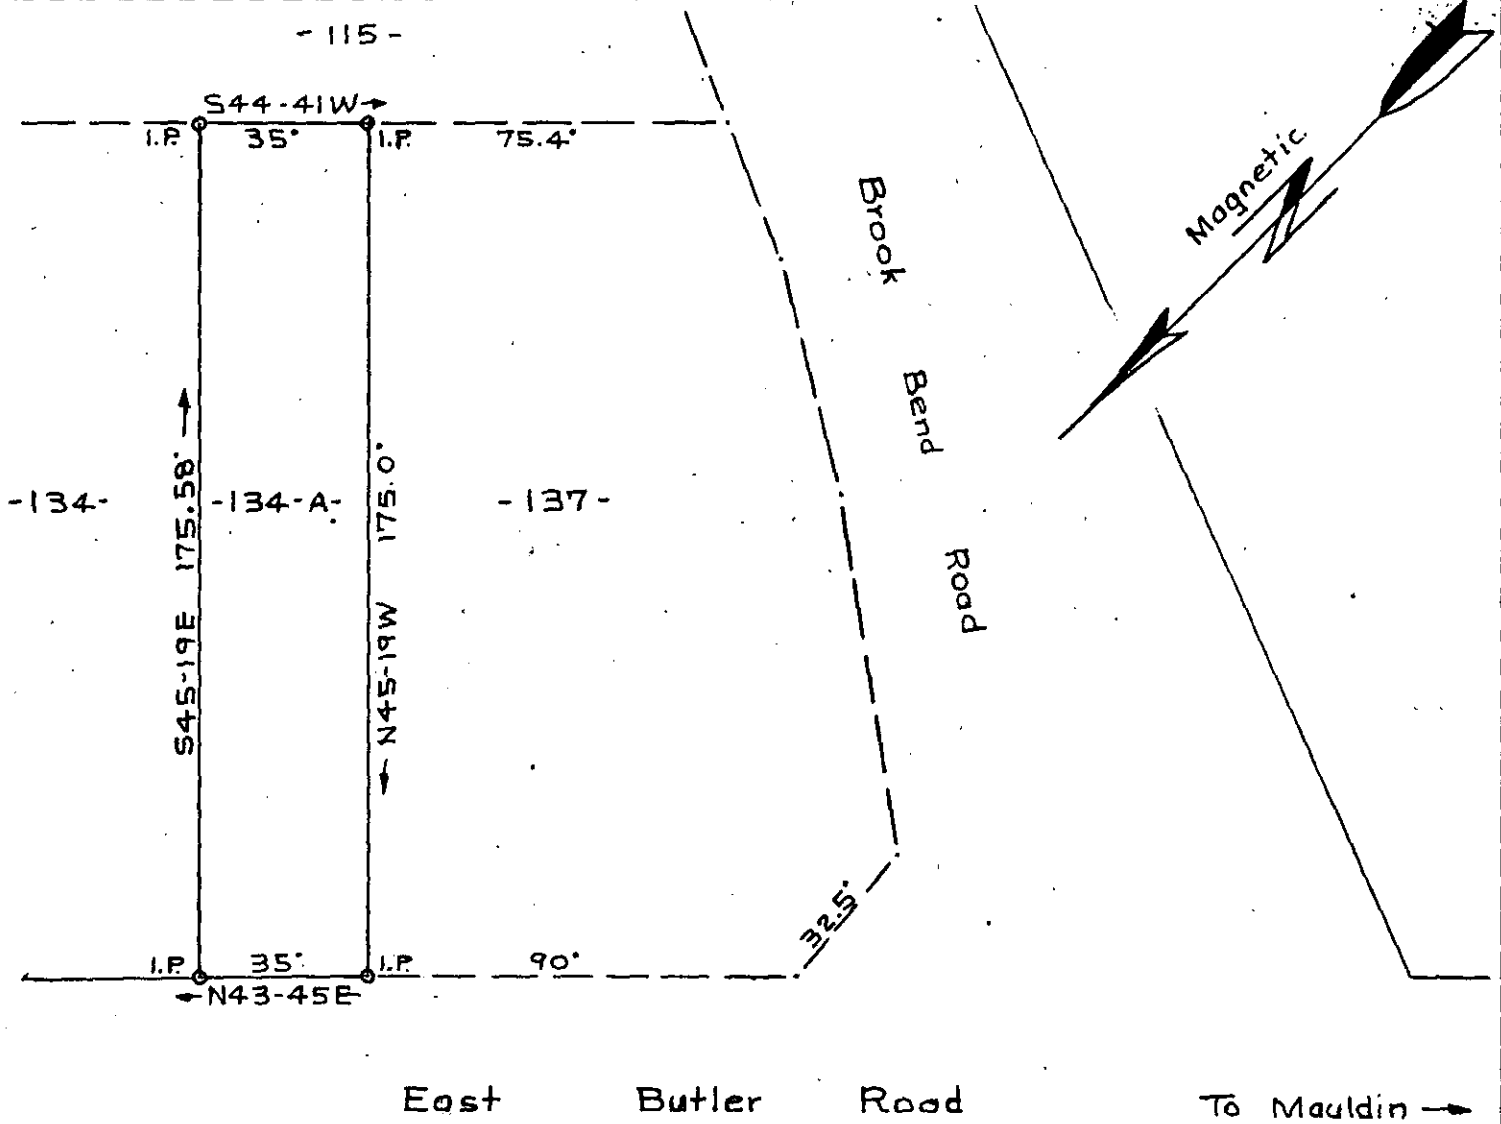 -115-
S44-41W→
I.P. 35' I.P. 75.4'
Magnetic
N
Brook
Bend
Road
S45-19E 175.58' →
← N45-19W 175.0'
-134- -134-A- -137-
32.5'
I.P. 35' I.P. 90'
←N43-45E
East Butler Road To Mauldin →